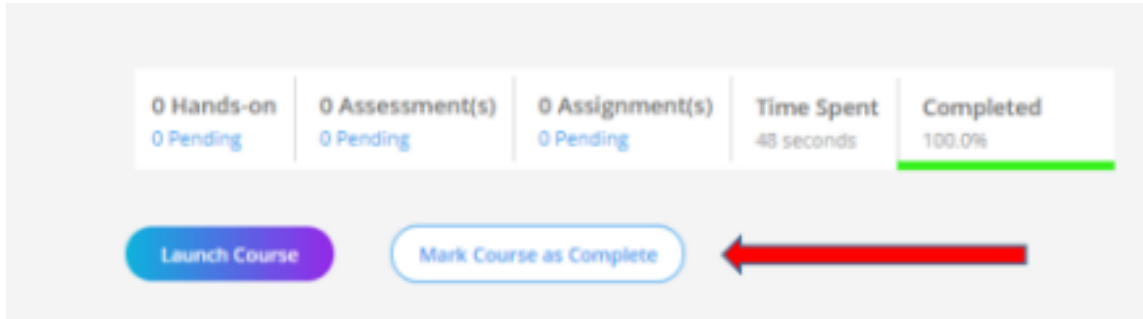 0 Hands-on
0 Pending
0 Assessment(s)
0 Pending
0 Assignment(s)
0 Pending
Time Spent
48 seconds
Completed
100.0%
Launch Course
Mark Course as Complete